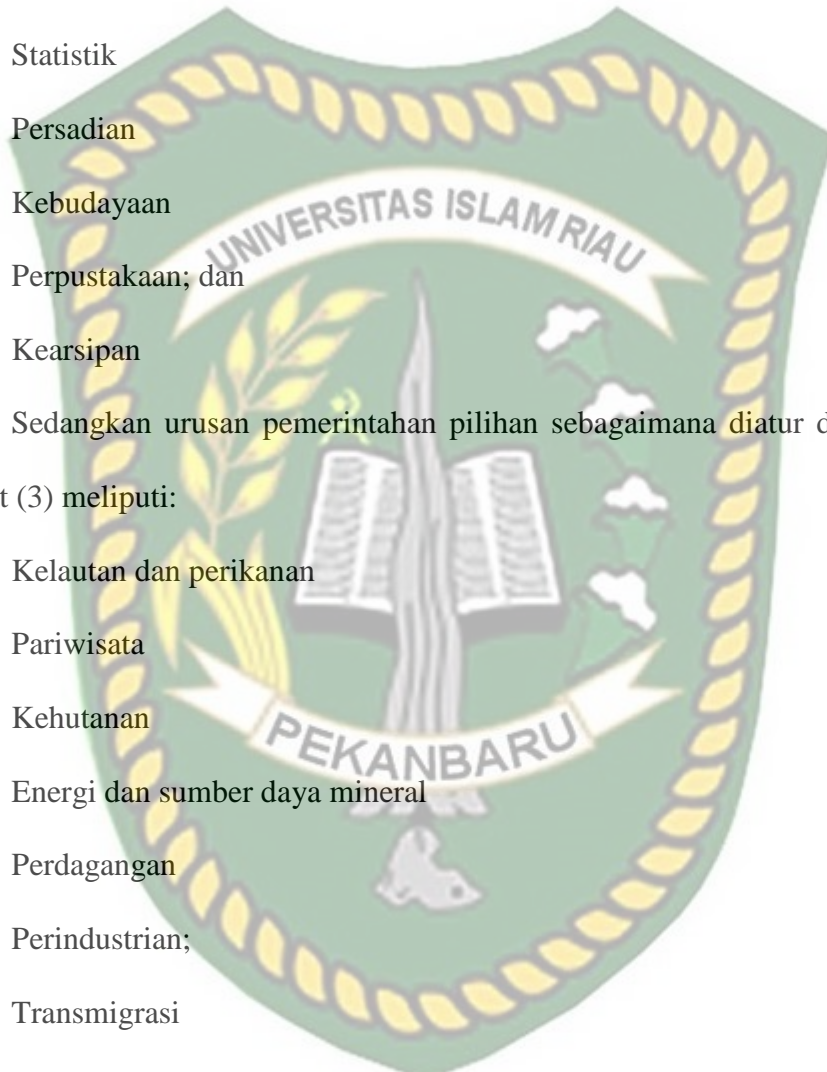 Statistik
Persadian
Kebudayaan
UNIVERSITAS ISLAM RIAU
Perpustakaan; dan
Kearsipan
Sedangkan urusan pemerintahan pilihan sebagaimana diatur d
t (3) meliputi:
Kelautan dan perikanan
Pariwisata
Kehutanan
PEKANBARU
Energi dan sumber daya mineral
Perdagangan
Perindustrian;
Transmigrasi